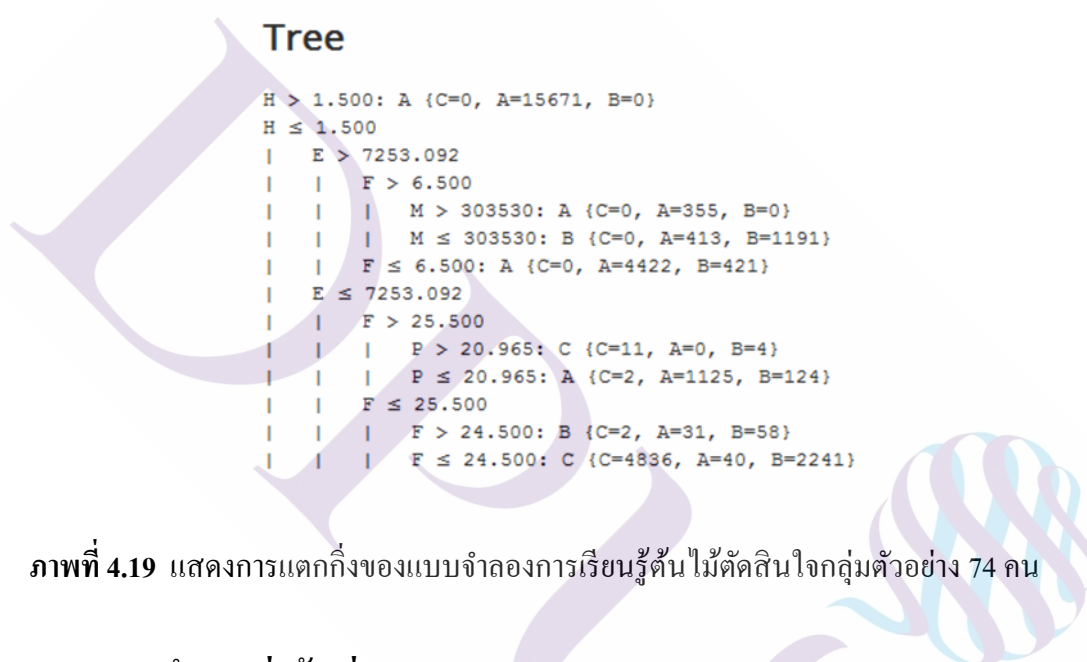 Tree
H > 1.500: A {C=0, A=15671, B=0}
H ≤ 1.500
|   E > 7253.092
|   |   F > 6.500
|   |   |   M > 303530: A {C=0, A=355, B=0}
|   |   |   M ≤ 303530: B {C=0, A=413, B=1191}
|   |   F ≤ 6.500: A {C=0, A=4422, B=421}
|   E ≤ 7253.092
|   |   F > 25.500
|   |   |   P > 20.965: C {C=11, A=0, B=4}
|   |   |   P ≤ 20.965: A {C=2, A=1125, B=124}
|   |   F ≤ 25.500
|   |   |   F > 24.500: B {C=2, A=31, B=58}
|   |   |   F ≤ 24.500: C {C=4836, A=40, B=2241}
ภาพที่ 4.19 แสดงการแตกกิ่งของแบบจำลองการเรียนรู้ต้นไม้ตัดสินใจกลุ่มตัวอย่าง 74 คน